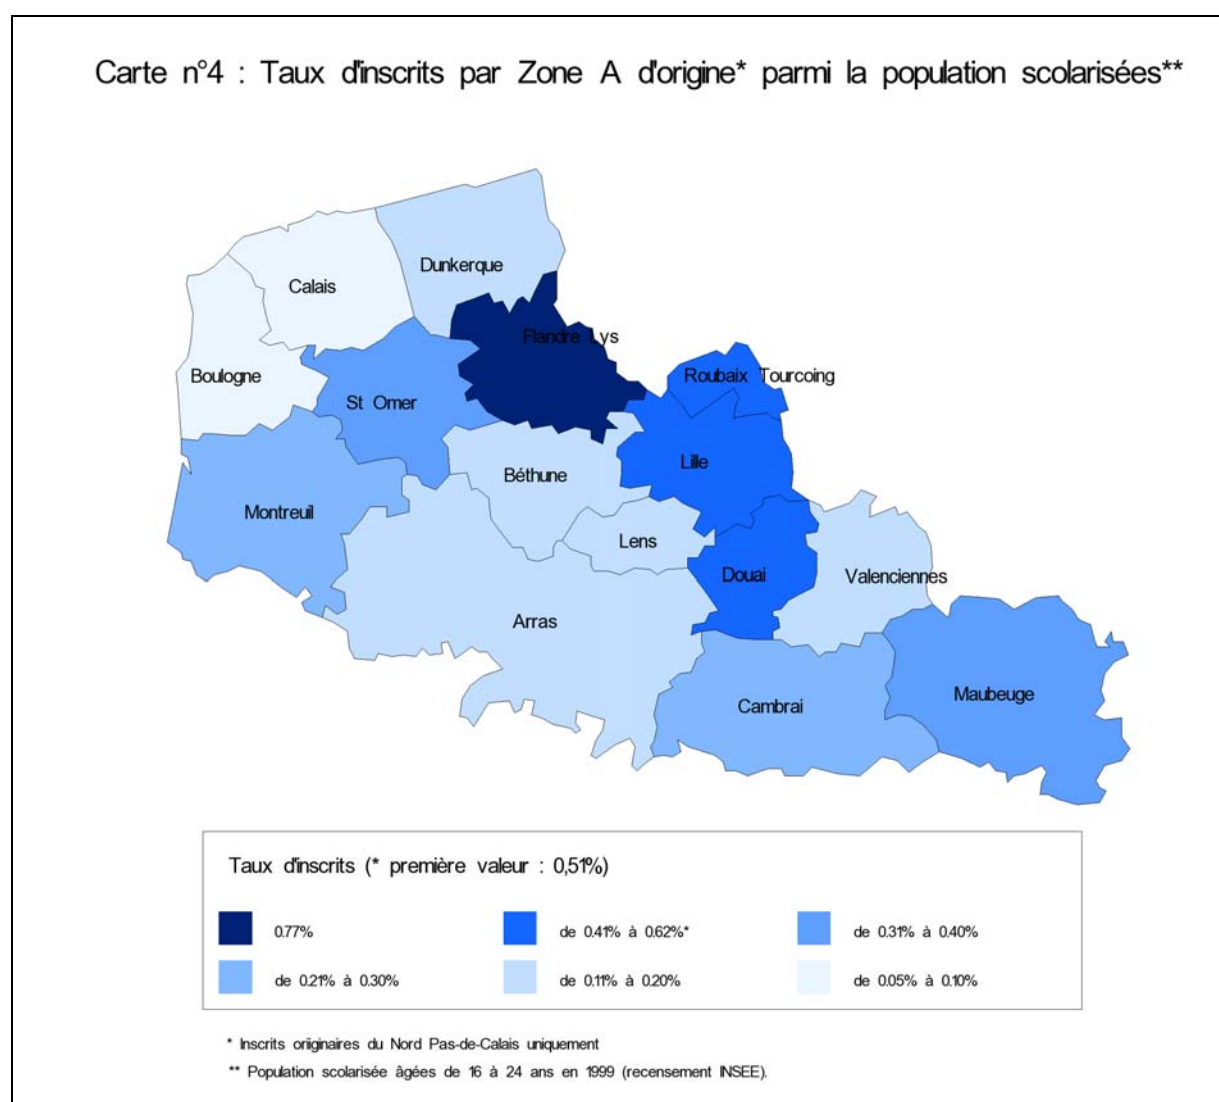 Carte n°4 : Taux d'inscrits par Zone A d'origine* parmi la population scolarisées**
Dunkerque
Calais
Flandre Lys
Boulogne
Roubaix Tourcoing
St Omer
Lille
Béthune
Montreuil
Lens
Douai
Valenciennes
Arras
Maubeuge
Cambrai
Taux d'inscrits (* première valeur : 0,51%)
0.77%
de 0.41% à 0.62%*
de 0.31% à 0.40%
de 0.21% à 0.30%
de 0.11% à 0.20%
de 0.05% à 0.10%
* Inscrits oriiginaires du Nord Pas-de-Calais uniquement
** Population scolarisée âgées de 16 à 24 ans en 1999 (recensement INSEE).